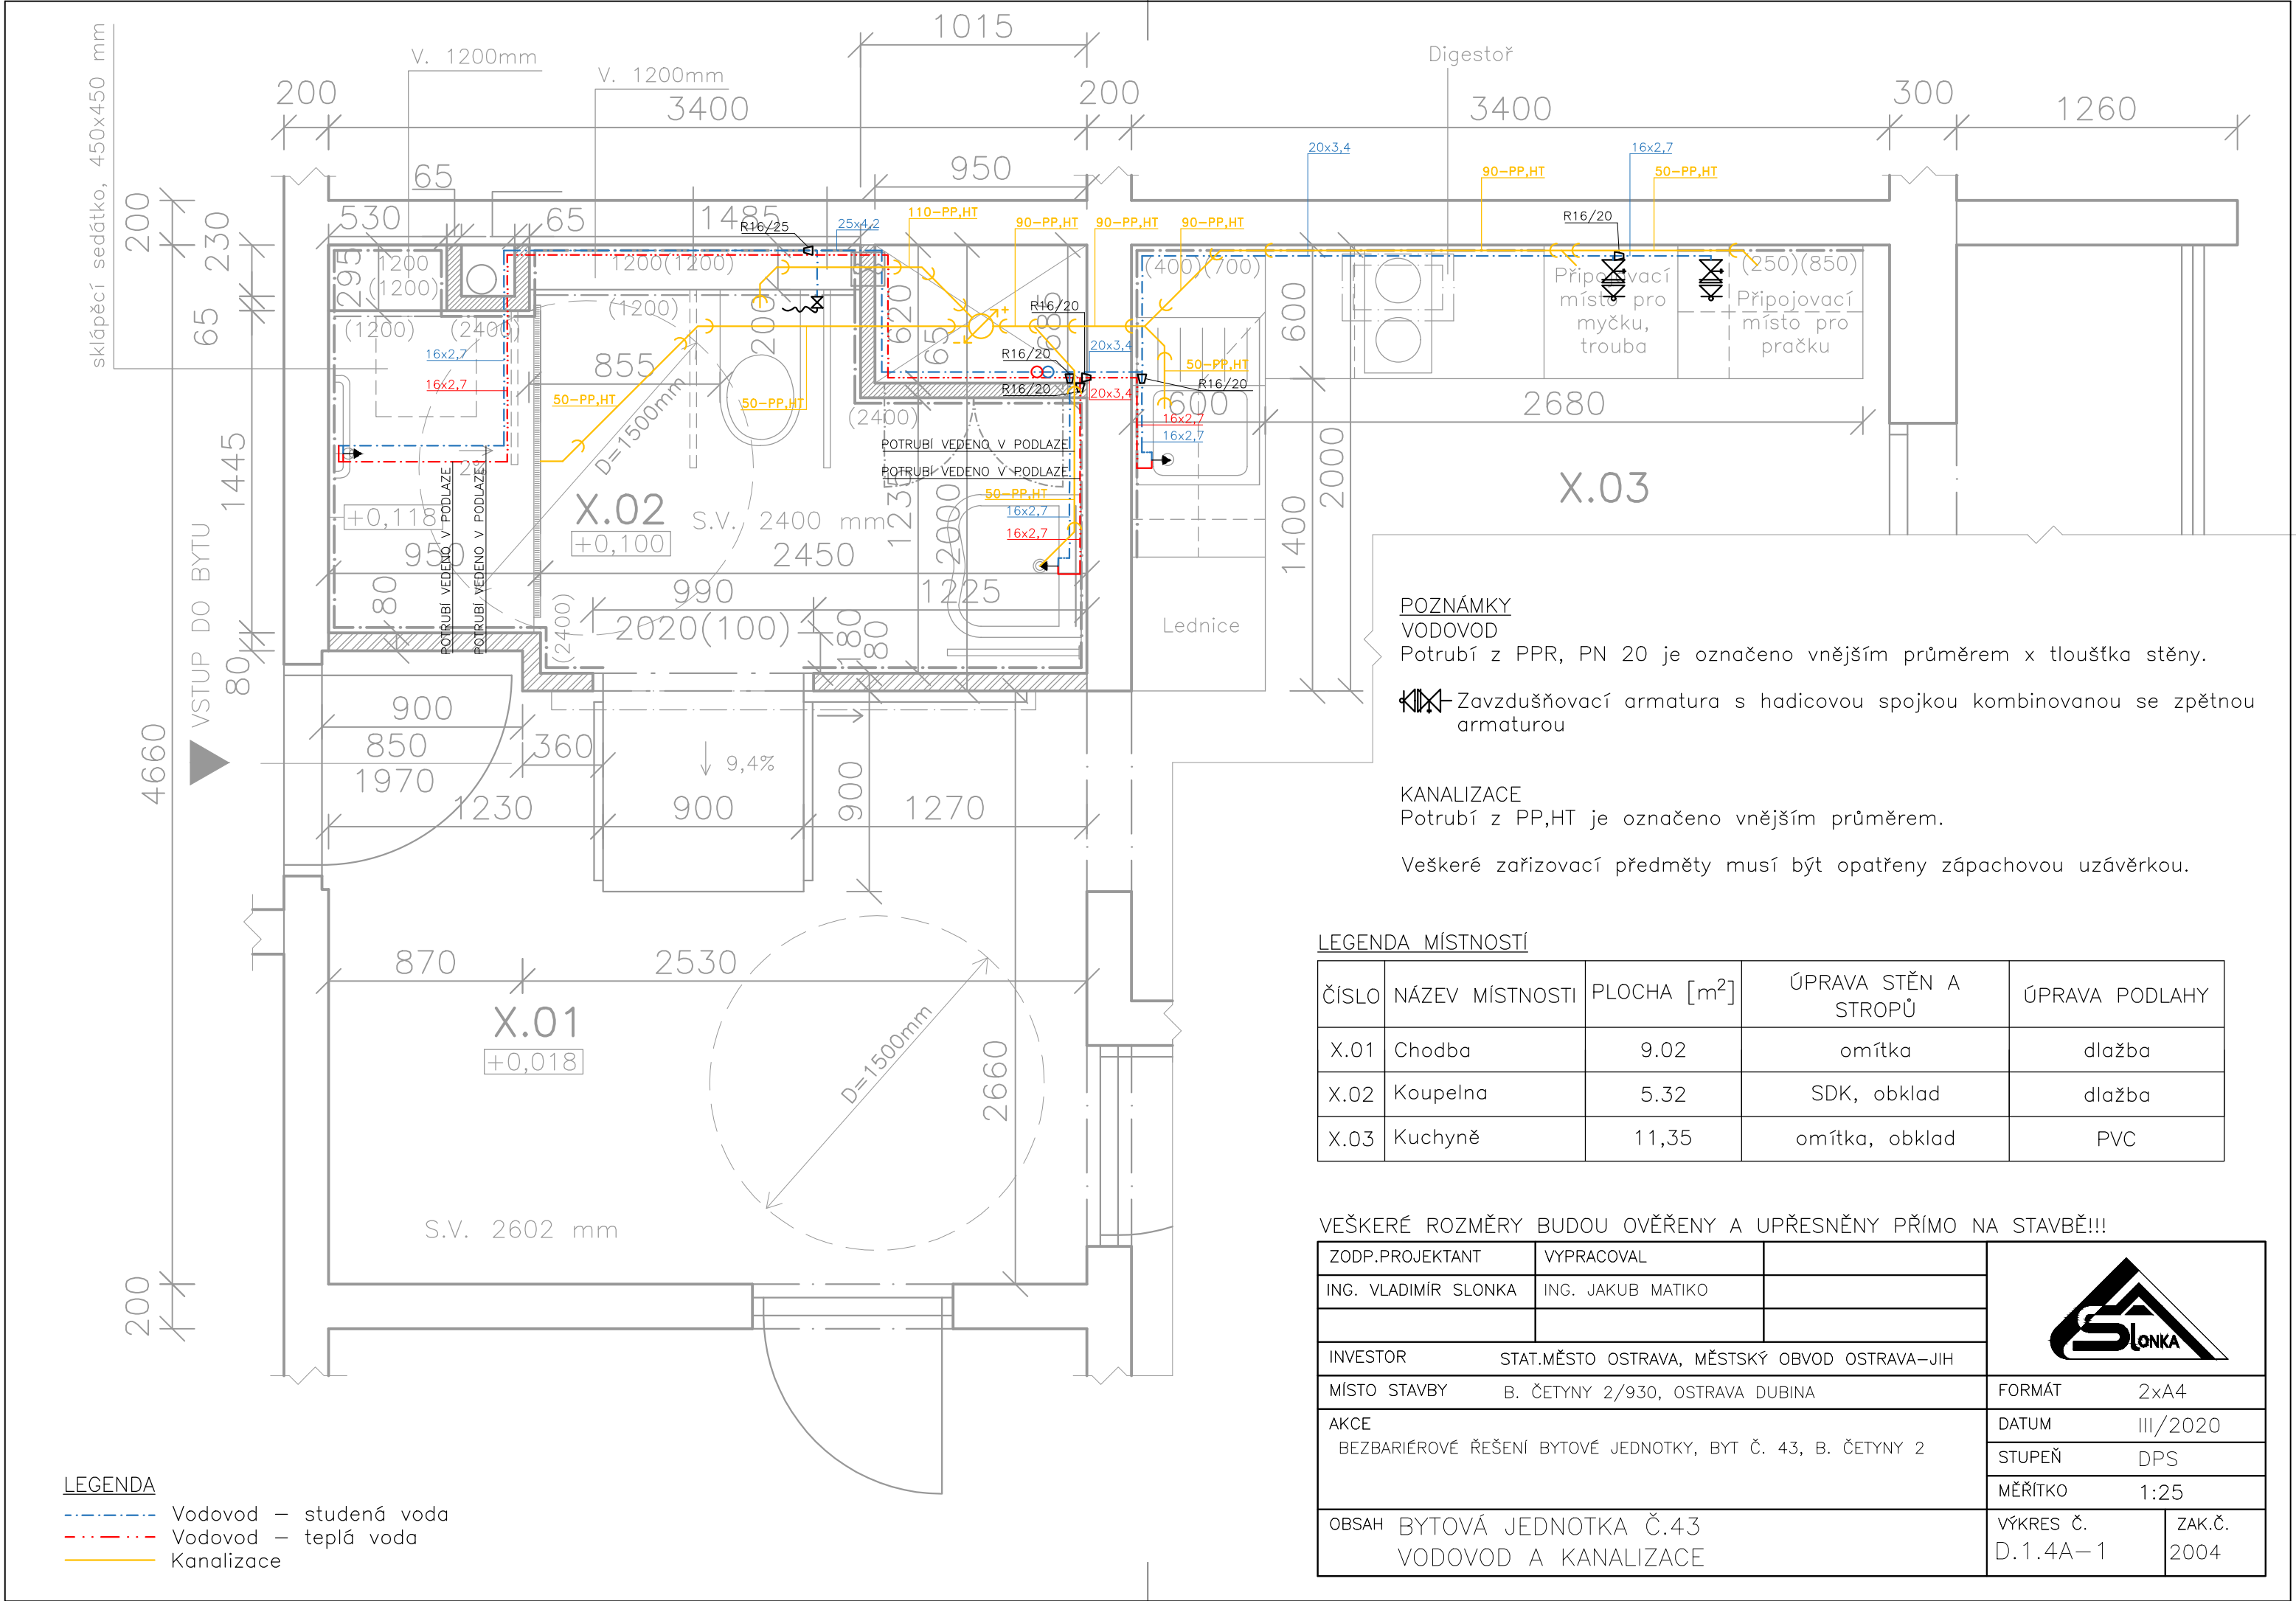 1015
V. 1200mm
V. 1200mm
Digestoř
sklápěcí sedátko, 450x450 mm
200
3400
200
3400
300
1260
20x3,4
16x2,7
90-PP,HT
50-PP,HT
65
950
200
230
530
65
1485
R16/25
25x4,2
110-PP,HT
90-PP,HT
90-PP,HT
90-PP,HT
R16/20
295
1200
(1200)
1200(1200)
(400)(700)
(250)(850)
Připojovací
místo pro
myčku,
trouba
Připojovací
místo pro
pračku
65
(1200)
(2400)
(1200)
200
620
65
685
R16/20
600
16x2,7
855
R16/20
20x3,4
50-PP,HT
16x2,7
R16/20
20x3,4
R16/20
50-PP,HT
50-PP,HT
D=1500mm
(2400)
600
2680
16x2,7
16x2,7
1445
POTRUBÍ VEDENO V PODLAZE
POTRUBÍ VEDENO V PODLAZE
2000
X.03
POTRUBÍ VEDENO V PODLAZE
POTRUBÍ VEDENO V PODLAZE
50-PP,HT
+0,118
X.02
+0,100
S.V. 2400 mm
1235
2000
16x2,7
16x2,7
1400
950
2450
80
990
1225
2020(100)
(2400)
180
80
Lednice
80
VSTUP DO BYTU
4660
900
850
1970
360
9,4%
900
1230
900
1270
870
2530
X.01
+0,018
D=1500mm
2660
S.V. 2602 mm
200
POZNÁMKY
VODOVOD
Potrubí z PPR, PN 20 je označeno vnějším průměrem x tloušťka stěny.
Zavzdušňovací armatura s hadicovou spojkou kombinovanou se zpětnou
armaturou
KANALIZACE
Potrubí z PP,HT je označeno vnějším průměrem.
Veškeré zařizovací předměty musí být opatřeny zápachovou uzávěrkou.
LEGENDA MÍSTNOSTÍ
ČÍSLO NÁZEV MÍSTNOSTI PLOCHA [m²] ÚPRAVA STĚN A STROPŮ ÚPRAVA PODLAHY
X.01 Chodba 9.02 omítka dlažba
X.02 Koupelna 5.32 SDK, obklad dlažba
X.03 Kuchyně 11,35 omítka, obklad PVC
VEŠKERÉ ROZMĚRY BUDOU OVĚŘENY A UPŘESNĚNY PŘÍMO NA STAVBĚ!!!
ZODP.PROJEKTANT VYPRACOVAL
ING. VLADIMÍR SLONKA ING. JAKUB MATIKO
SLONKA
INVESTOR STAT.MĚSTO OSTRAVA, MĚSTSKÝ OBVOD OSTRAVA-JIH
MÍSTO STAVBY B. ČETYNY 2/930, OSTRAVA DUBINA
FORMÁT 2xA4
AKCE
BEZBARIÉROVÉ ŘEŠENÍ BYTOVÉ JEDNOTKY, BYT Č. 43, B. ČETYNY 2
DATUM III/2020
STUPEŇ DPS
MĚŘÍTKO 1:25
OBSAH BYTOVÁ JEDNOTKA Č.43
VODOVOD A KANALIZACE
VÝKRES Č.
D.1.4A-1
ZAK.Č.
2004
LEGENDA
Vodovod - studená voda
Vodovod - teplá voda
Kanalizace